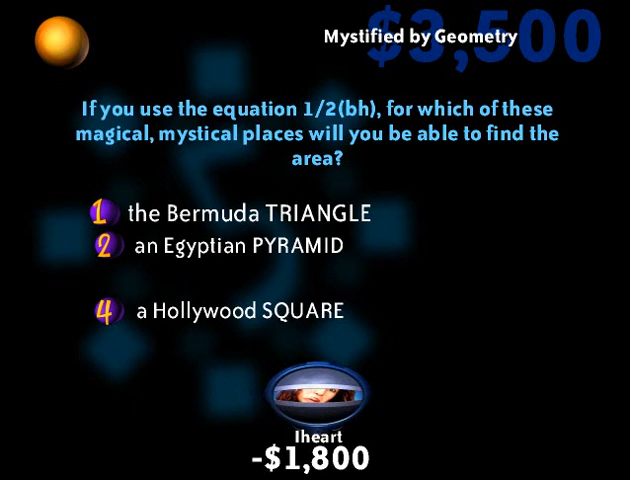 $3,500
Mystified by Geometry
If you use the equation 1/2(bh), for which of these
magical, mystical places will you be able to find the
area?
1 the Bermuda TRIANGLE
2 an Egyptian PYRAMID
4 a Hollywood SQUARE
Iheart
-$1,800